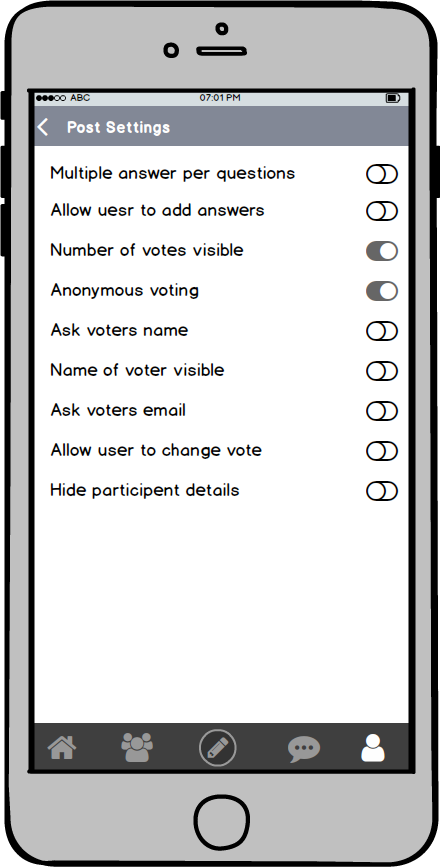 ABC 07:01 PM
Post Settings
Multiple answer per questions
Allow uesr to add answers
Number of votes visible
Anonymous voting
Ask voters name
Name of voter visible
Ask voters email
Allow user to change vote
Hide participent details